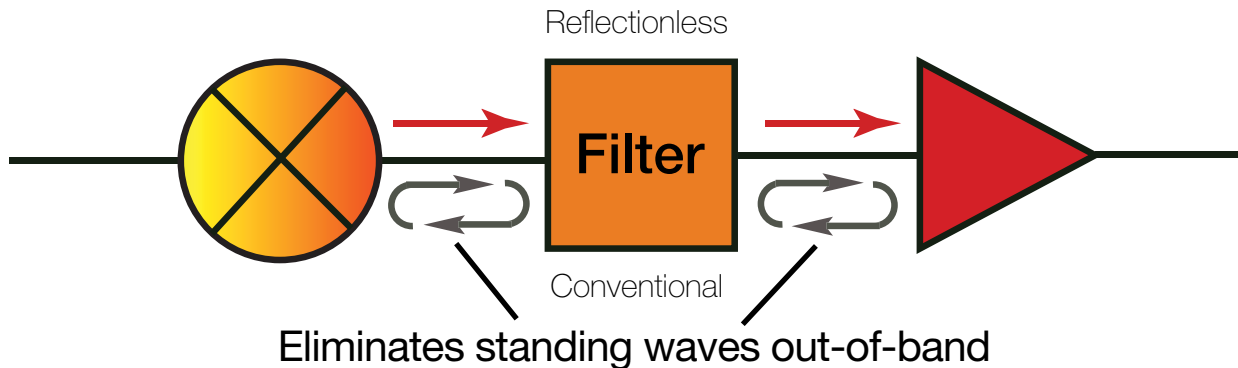 Reflectionless
Filter
Conventional
Eliminates standing waves out-of-band